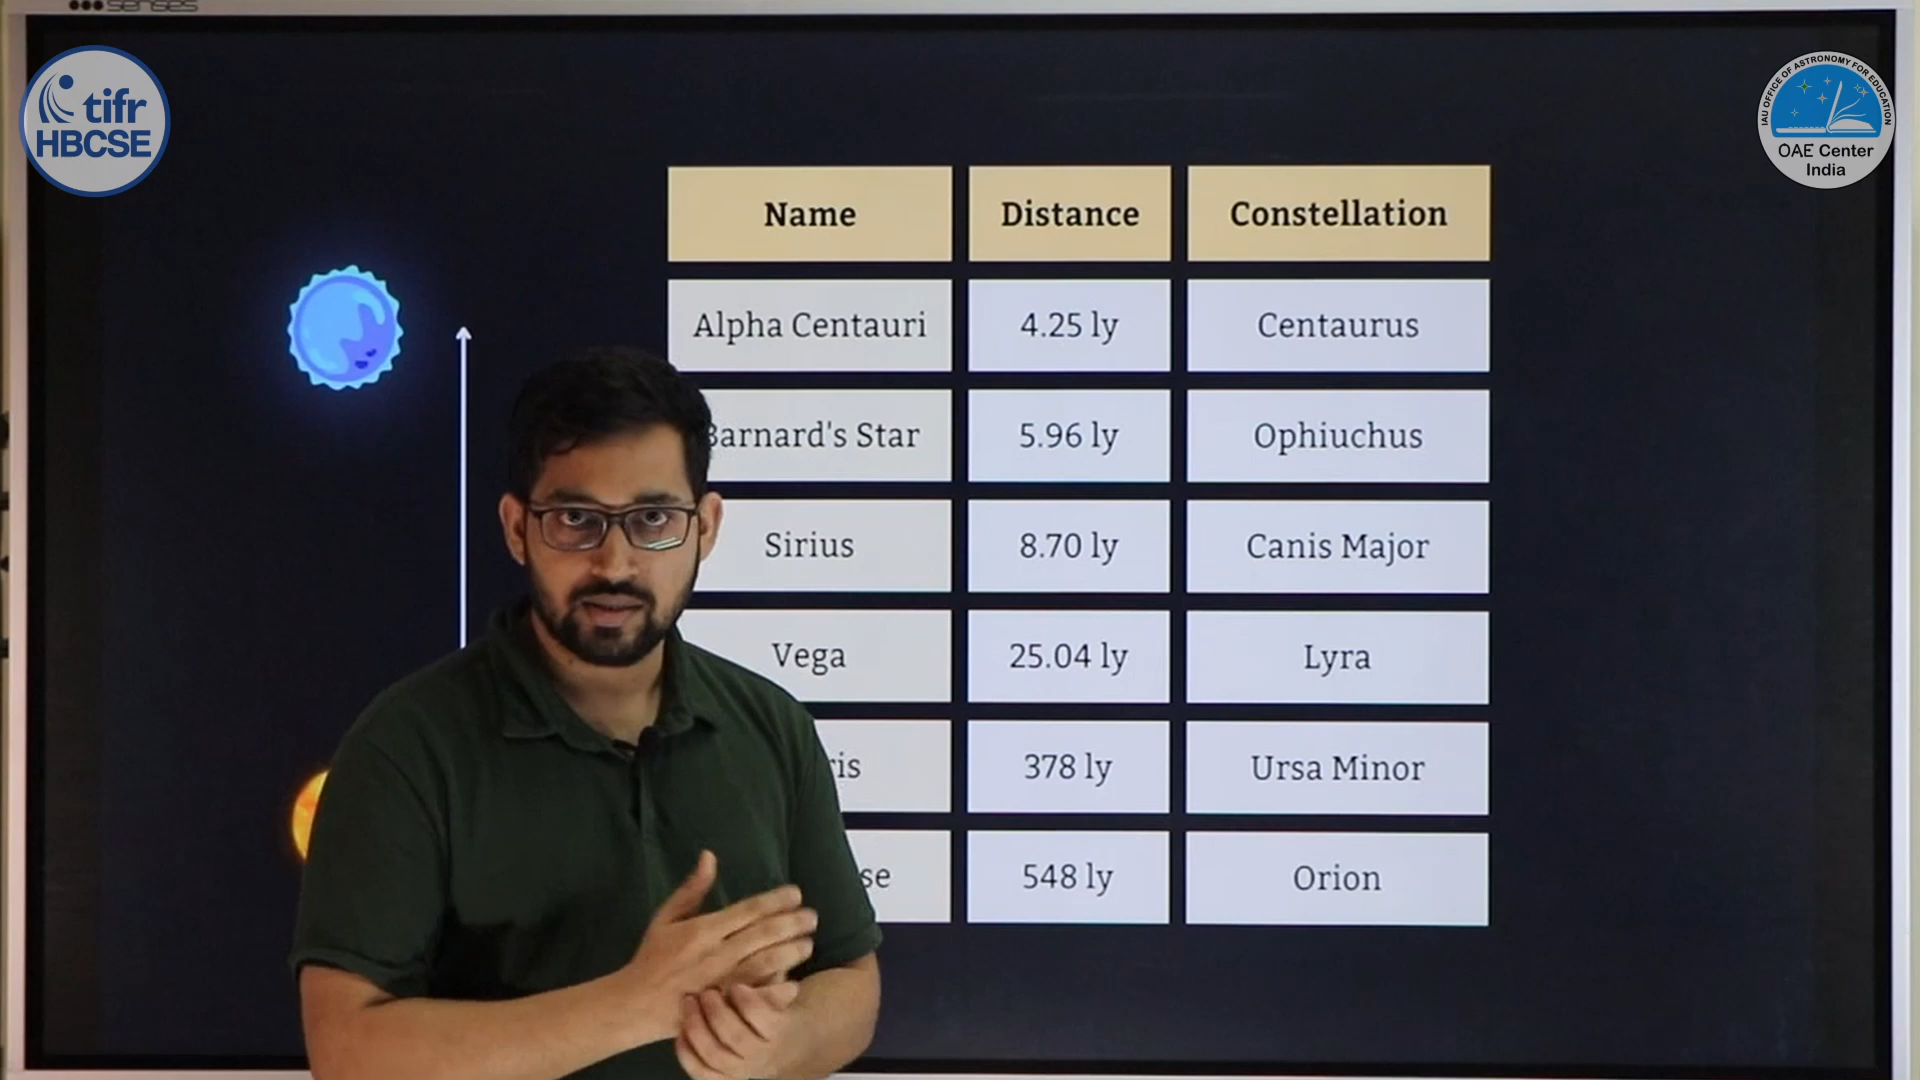 senses
tifr
HBCSE
IAU OFFICE OF ASTRONOMY FOR EDUCATION
OAE Center
India
Name Distance Constellation
Alpha Centauri 4.25 ly Centaurus
Barnard's Star 5.96 ly Ophiuchus
Sirius 8.70 ly Canis Major
Vega 25.04 ly Lyra
ris 378 ly Ursa Minor
se 548 ly Orion